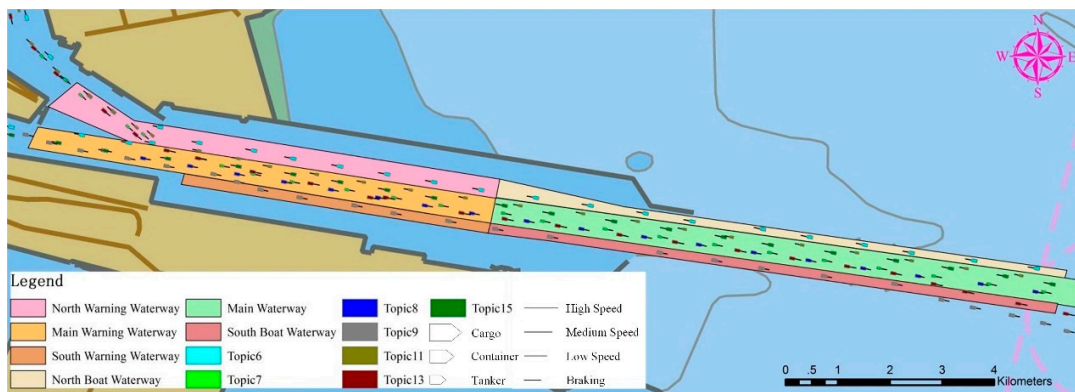 N
W E
S
Legend
North Warning Waterway Main Waterway Topic8 Topic15 High Speed
Main Warning Waterway South Boat Waterway Topic9 Cargo Medium Speed
South Warning Waterway Topic6 Topic11 Container Low Speed
North Boat Waterway Topic7 Topic13 Tanker Braking
0 .5 1 2 3 4
Kilometers